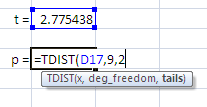 t = 2.775438
p = =TDIST(D17,9,2
TDIST(x, deg_freedom, tails)